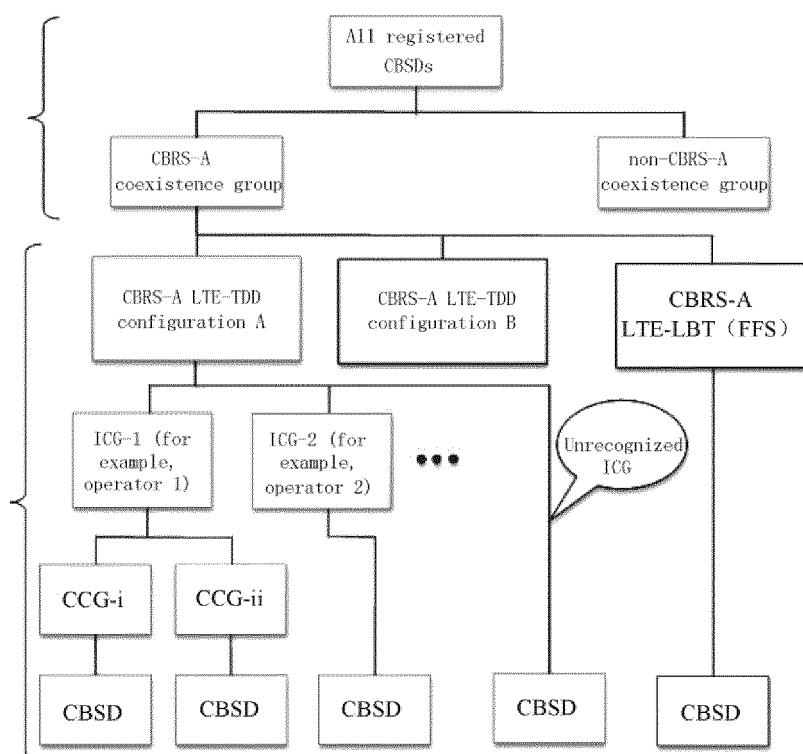 All registered
CBSDs
CBRS-A
coexistence group
non-CBRS-A
coexistence group
CBRS-A LTE-TDD
configuration A
CBRS-A LTE-TDD
configuration B
CBRS-A
LTE-LBT（FFS）
ICG-1 (for
example,
operator 1)
ICG-2 (for
example,
operator 2)
•••
Unrecognized
ICG
CCG-i
CCG-ii
CBSD
CBSD
CBSD
CBSD
CBSD